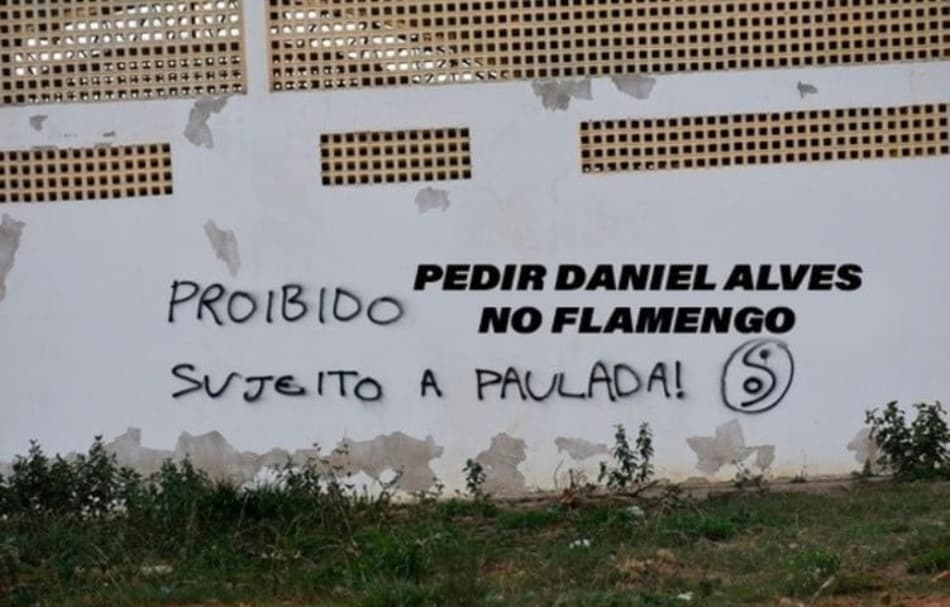 PROIBIDO PEDIR DANIEL ALVES
NO FLAMENGO
SUJEITO A PAULADA!